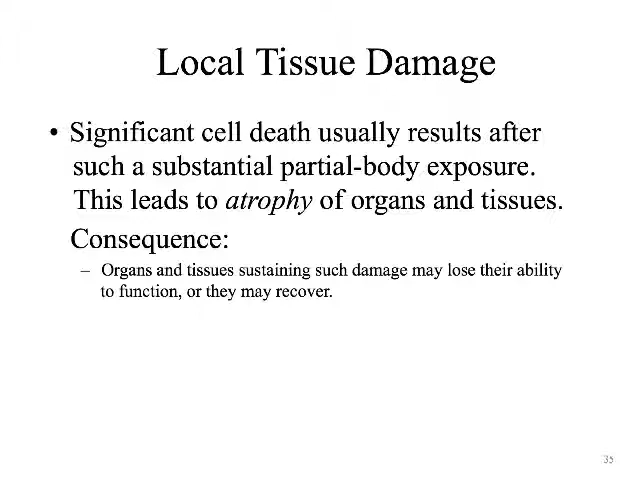 Local Tissue Damage
• Significant cell death usually results after
such a substantial partial-body exposure.
This leads to atrophy of organs and tissues.
Consequence:
– Organs and tissues sustaining such damage may lose their ability
to function, or they may recover.
35